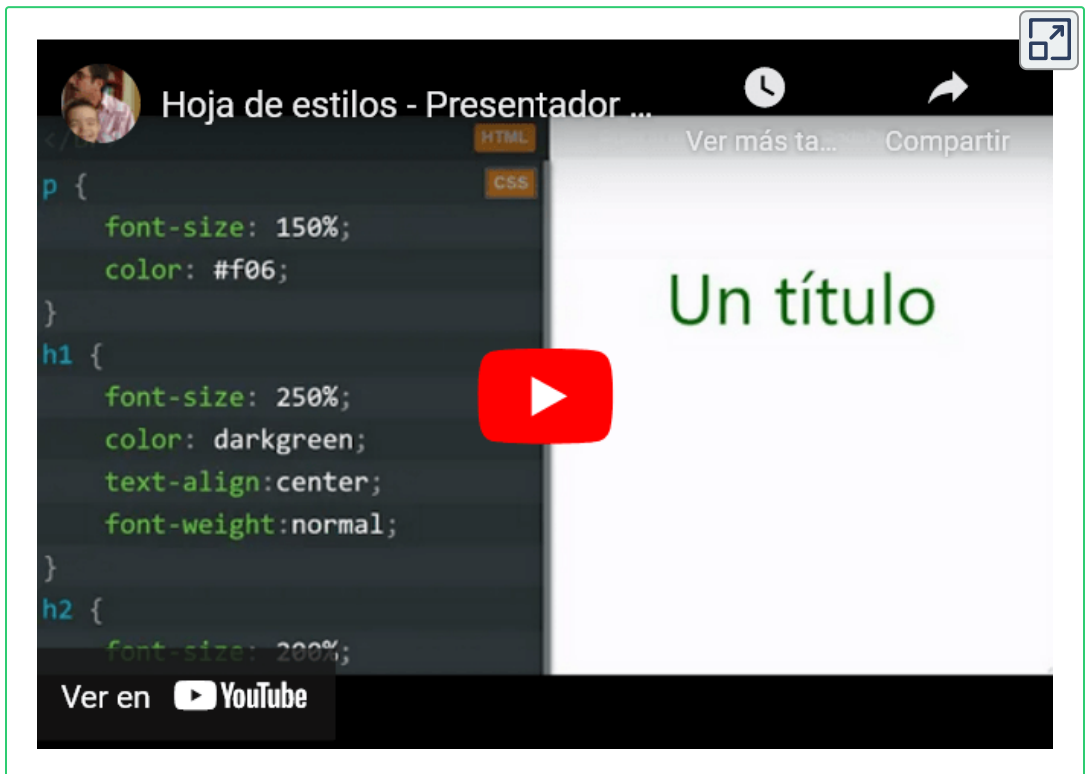 Hoja de estilos - Presentador ...
Ver más ta...
Compartir
HTML
CSS
p {
font-size: 150%;
color: #f06;
}
h1 {
font-size: 250%;
color: darkgreen;
text-align:center;
font-weight:normal;
}
h2 {
font-size: 200%;
Un título
Ver en YouTube